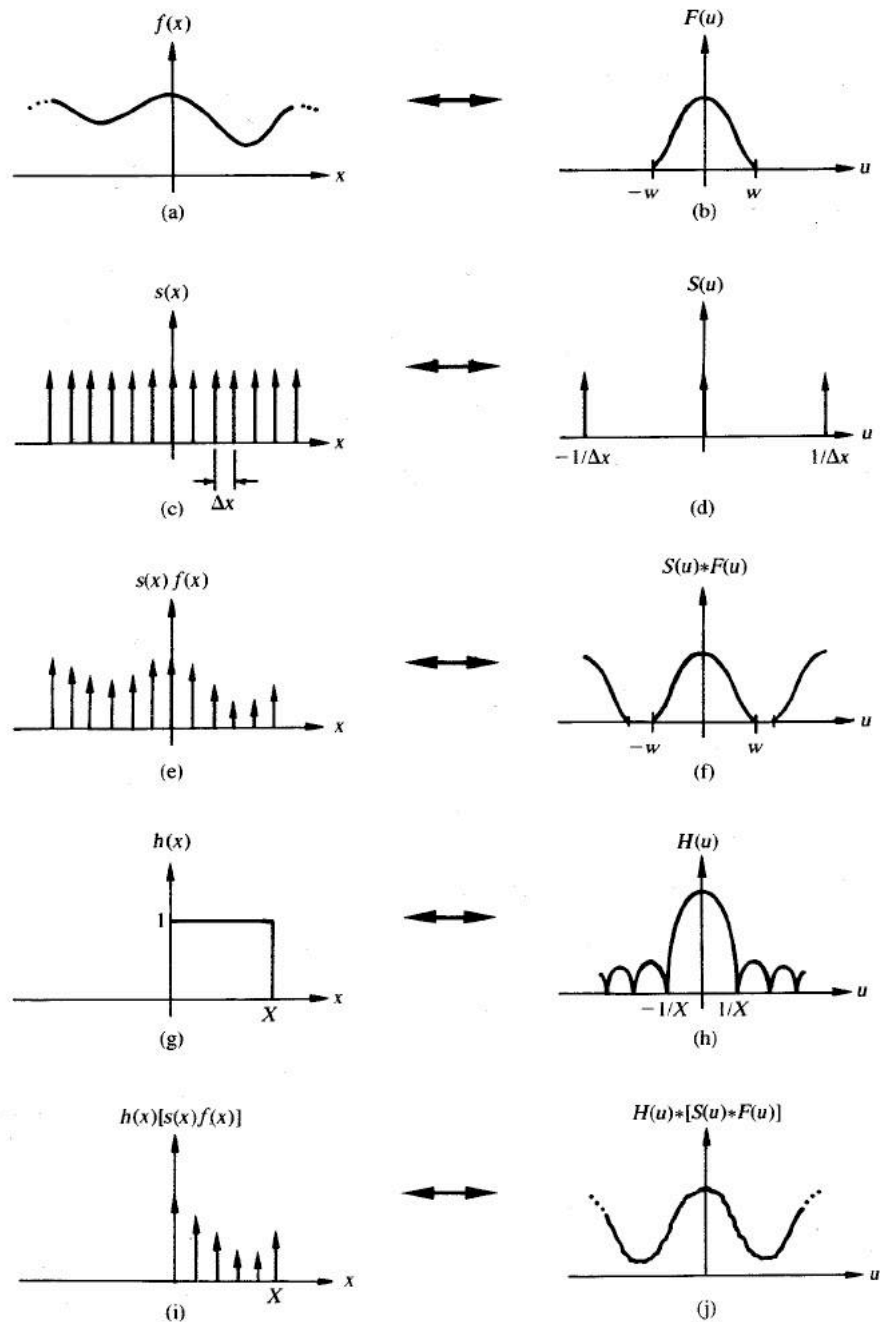 f(x)
F(u)
x
−w
w
u
(a)
(b)
s(x)
S(u)
x
u
Δx
−1/Δx
1/Δx
(c)
(d)
s(x) f(x)
S(u)*F(u)
x
−w
w
u
(e)
(f)
h(x)
H(u)
1
X
x
−1/X
1/X
u
(g)
(h)
h(x)[s(x)f(x)]
H(u)*[S(u)*F(u)]
X
x
u
(i)
(j)